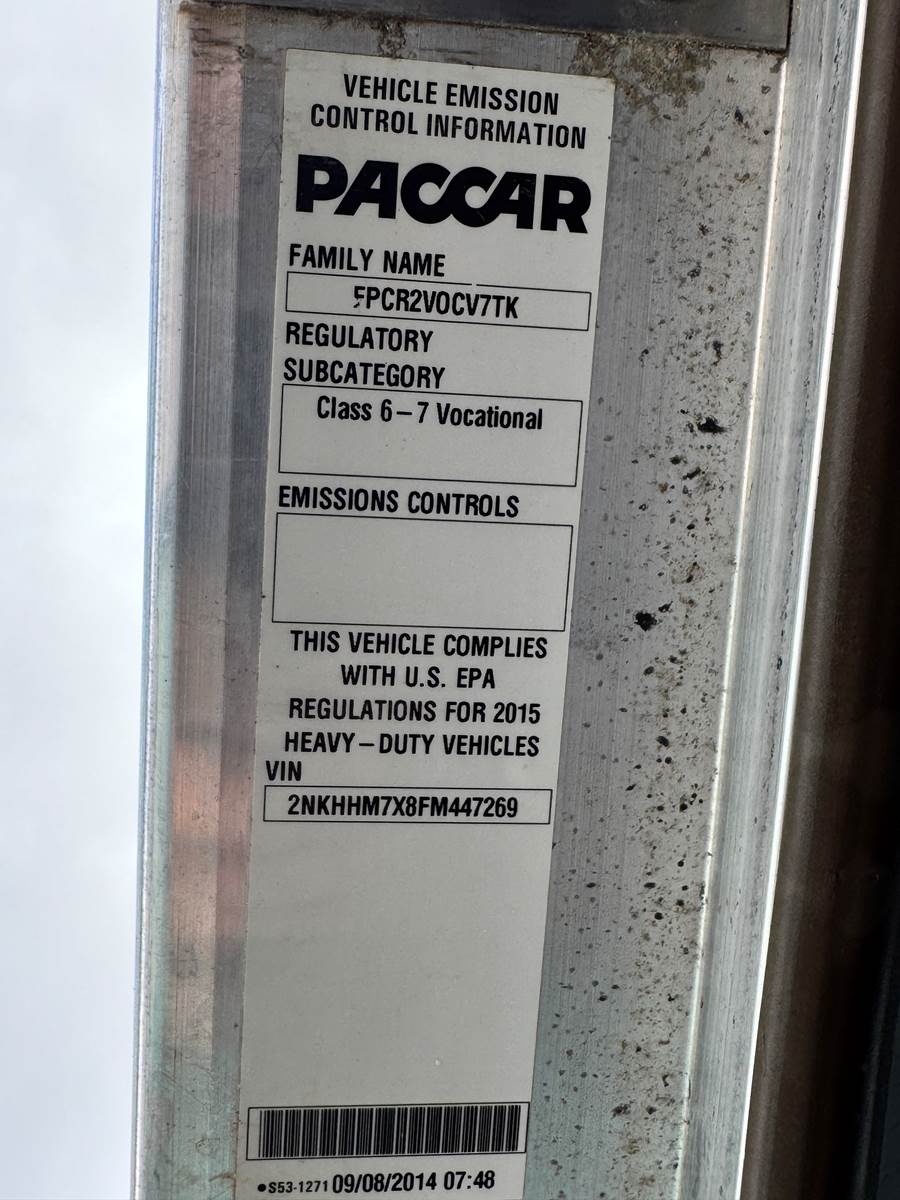 VEHICLE EMISSION
CONTROL INFORMATION
PACCAR
FAMILY NAME
FPCR2VOCV7TK
REGULATORY
SUBCATEGORY
Class 6–7 Vocational
EMISSIONS CONTROLS
THIS VEHICLE COMPLIES
WITH U.S. EPA
REGULATIONS FOR 2015
HEAVY–DUTY VEHICLES
VIN
2NKHHM7X8FM447269
•S53-1271 09/08/2014 07:48